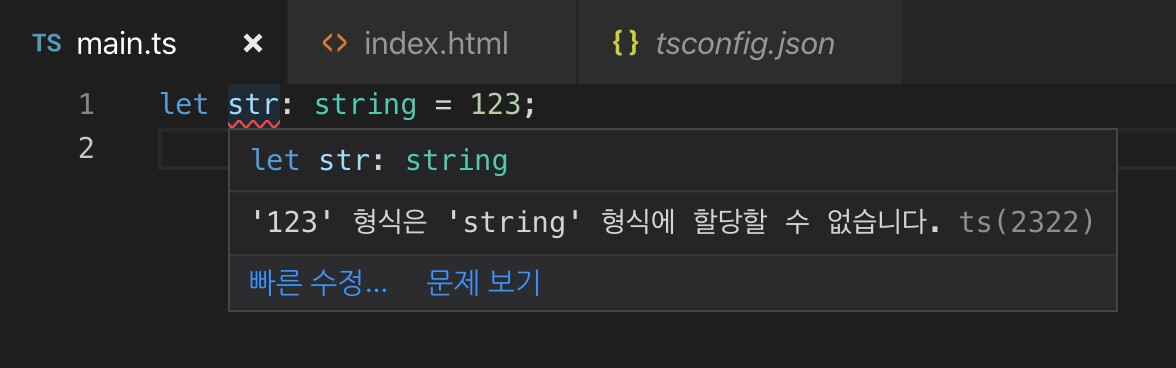 TS main.ts × <> index.html {} tsconfig.json
1 let str: string = 123;
2
let str: string
'123' 형식은 'string' 형식에 할당할 수 없습니다. ts(2322)
빠른 수정... 문제 보기